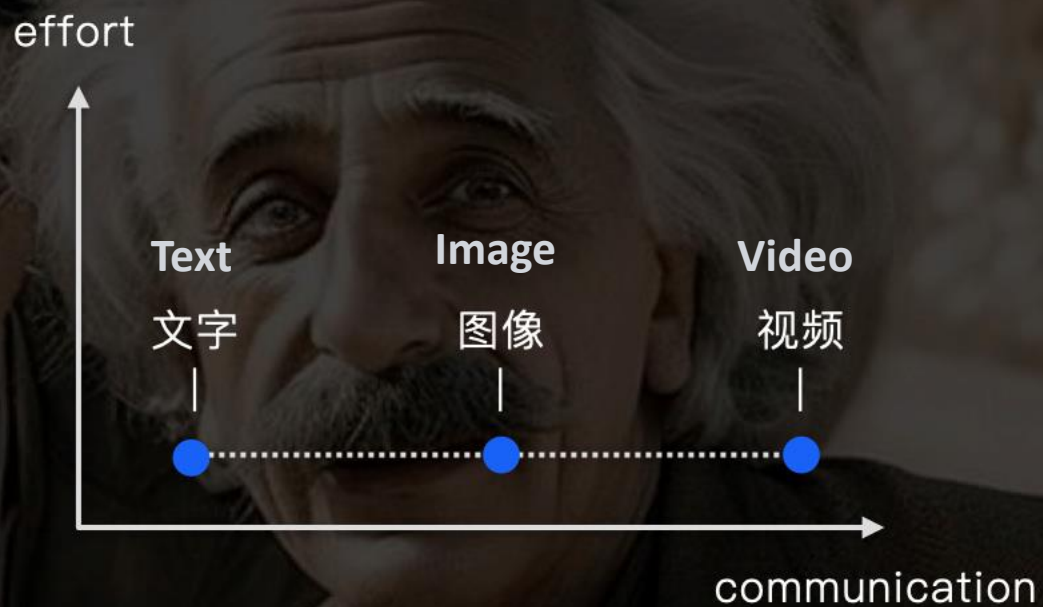 effort
Text
Image
Video
文字
图像
视频
communication